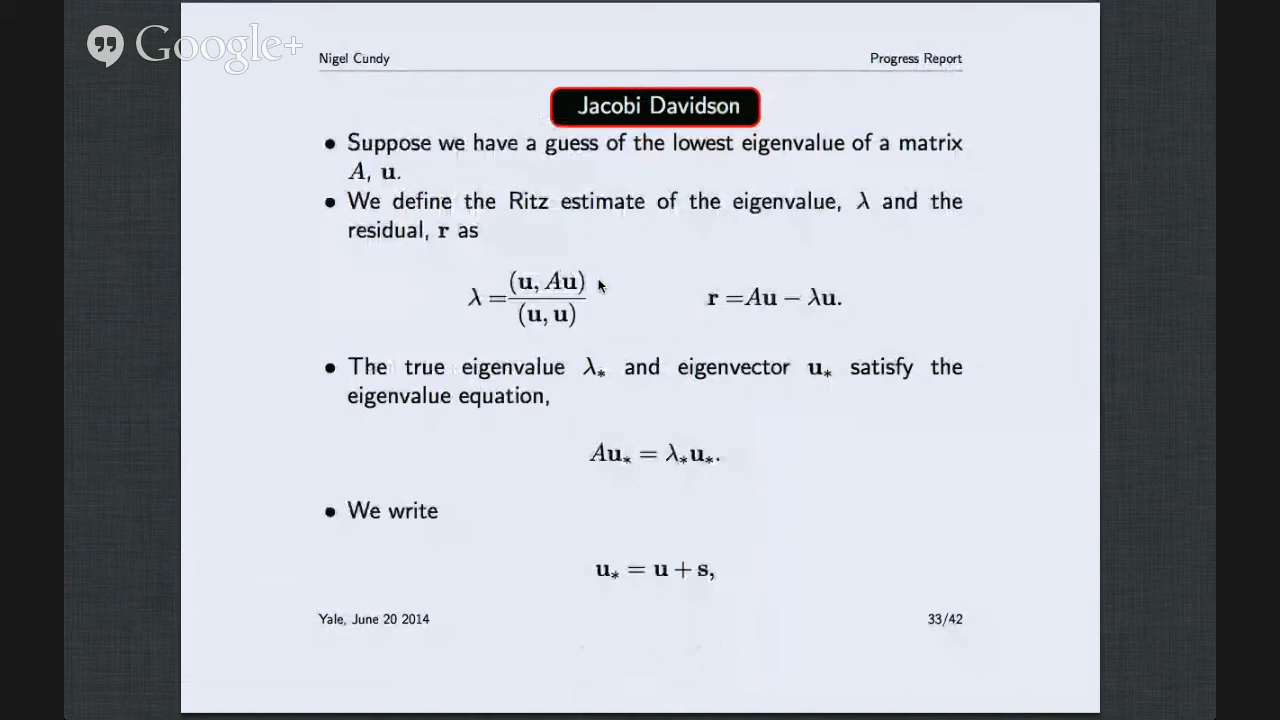 Google+
Nigel Cundy Progress Report
Jacobi Davidson
• Suppose we have a guess of the lowest eigenvalue of a matrix
A, u.
• We define the Ritz estimate of the eigenvalue, λ and the
residual, r as
λ = (u, Au) / (u, u) r = Au − λu.
• The true eigenvalue λ∗ and eigenvector u∗ satisfy the
eigenvalue equation,
Au∗ = λ∗u∗.
• We write
u∗ = u + s,
Yale, June 20 2014 33/42